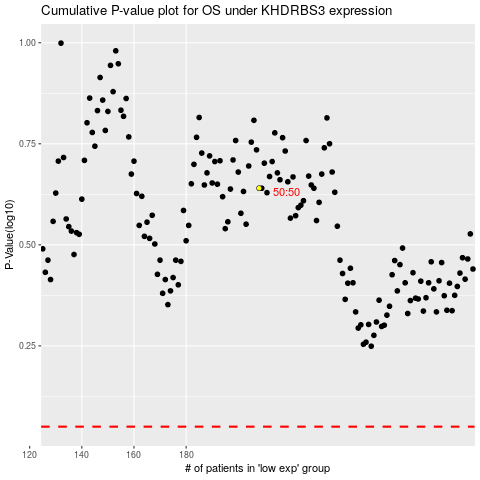 Cumulative P-value plot for OS under KHDRBS3 expression
P-Value(log10)
1.00
0.75
0.50
0.25
50:50
120 140 160 180
# of patients in 'low exp' group